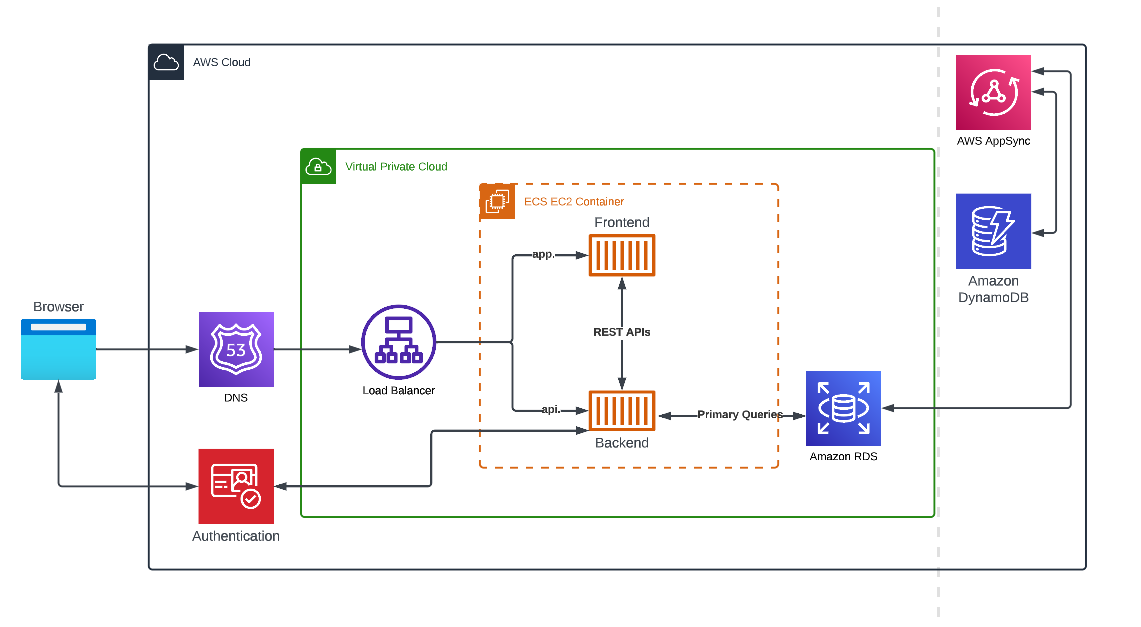 AWS Cloud
AWS AppSync
Virtual Private Cloud
ECS EC2 Container
Frontend
app.
Amazon
DynamoDB
Browser
53
REST APIs
DNS
Load Balancer
api.
Primary Queries
Backend
Amazon RDS
Authentication